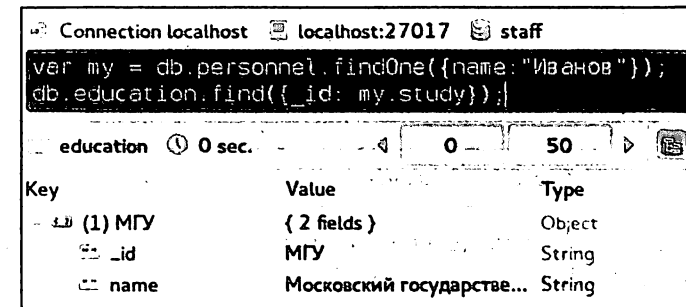 Connection localhost localhost:27017 staff
var my = db.personnel.findOne({name:"Иванов"});
db.education.find({_id: my.study});
education 0 sec. 0 50
Key Value Type
(1) МГУ { 2 fields } Object
_id МГУ String
name Московский государстве... String